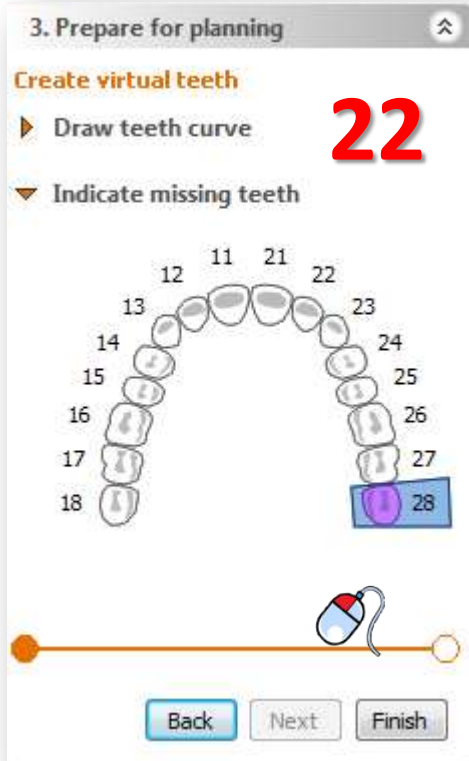 3. Prepare for planning
Create virtual teeth
Draw teeth curve
22
Indicate missing teeth
11 21
12 22
13 23
14 24
15 25
16 26
17 27
18 28
Back Next Finish